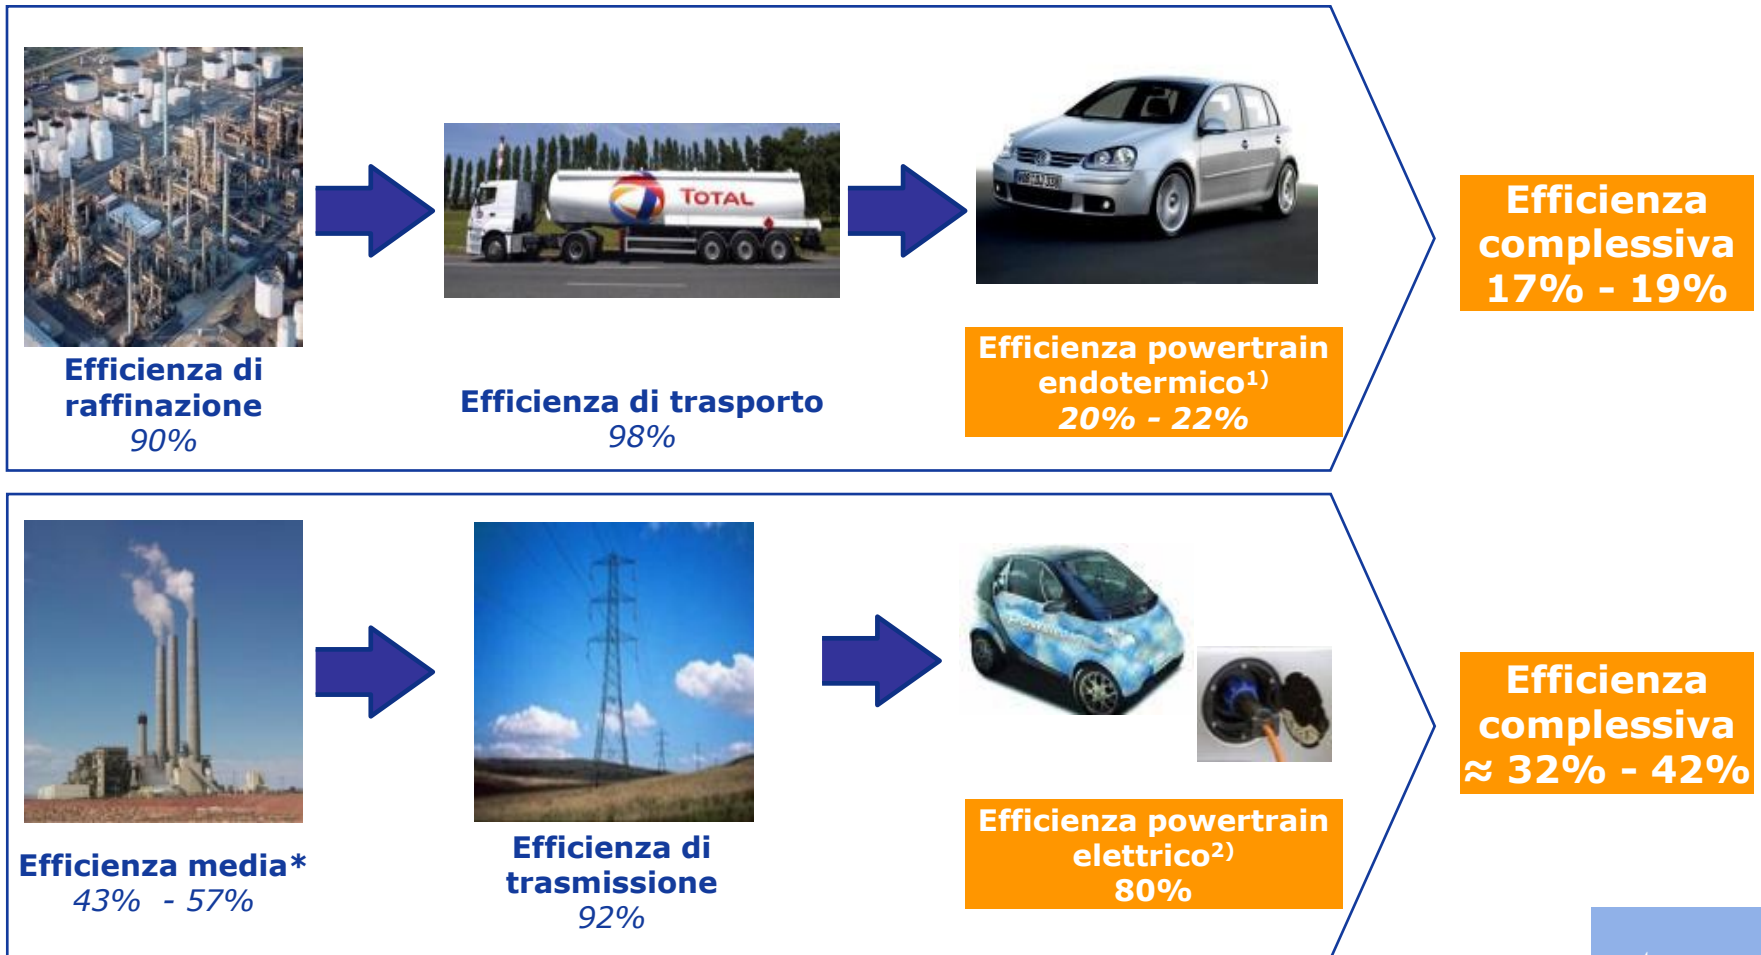 TOTAL
Efficienza di
raffinazione
90%
Efficienza di trasporto
98%
Efficienza powertrain
endotermico1)
20% - 22%
Efficienza
complessiva
17% - 19%
Efficienza media*
43% - 57%
Efficienza di
trasmissione
92%
Efficienza powertrain
elettrico2)
80%
Efficienza
complessiva
≈ 32% - 42%